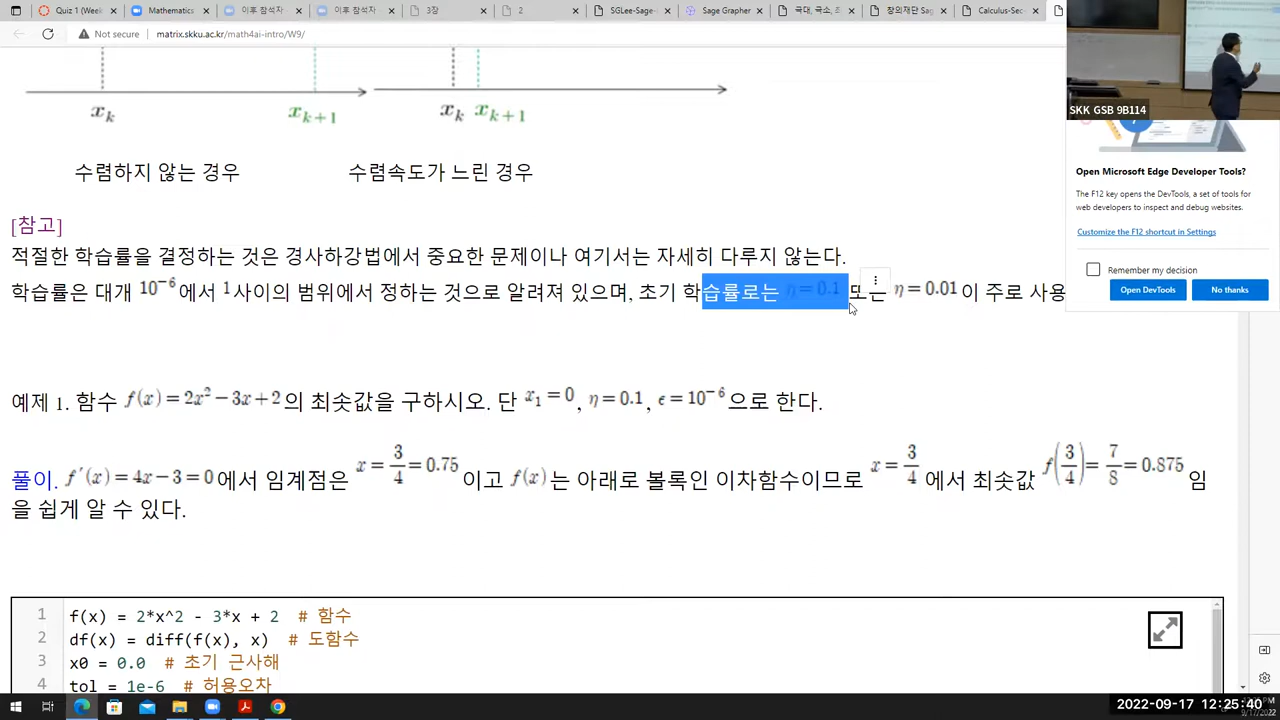 Quiz 1 (Week
Mathematics
이후 참석자
이후 참석자
3장
2
SGLee-Sage-
Sage Grapher
극대, 극소, 최
창의재단 Sag
Calculus-Sec
Not secure
matrix.skku.ac.kr/math4ai-intro/W9/
SKK GSB 9B114
x_k x_{k+1} x_k x_{k+1}
수렴하지 않는 경우 수렴속도가 느린 경우
Open Microsoft Edge Developer Tools?
The F12 key opens the DevTools, a set of tools for
web developers to inspect and debug websites.
Customize the F12 shortcut in Settings
Remember my decision
Open DevTools No thanks
[참고]
적절한 학습률을 결정하는 것은 경사하강법에서 중요한 문제이나 여기서는 자세히 다루지 않는다.
학습률은 대개 10^{-6}에서 1사이의 범위에서 정하는 것으로 알려져 있으며, 초기 학습률로는 η=0.1 또는 η=0.01이 주로 사용
예제 1. 함수 f(x)=2x²-3x+2의 최솟값을 구하시오. 단 x₁=0, η=0.1, ϵ=10^{-6}으로 한다.
풀이. f′(x)=4x-3=0에서 임계점은 x=3/4=0.75이고 f(x)는 아래로 볼록인 이차함수이므로 x=3/4에서 최솟값 f(3/4)=7/8=0.875임
을 쉽게 알 수 있다.
1 f(x) = 2*x^2 - 3*x + 2 # 함수
2 df(x) = diff(f(x), x) # 도함수
3 x0 = 0.0 # 초기 근사해
4 tol = 1e-6 # 허용오차
2022-09-17 12:25:40